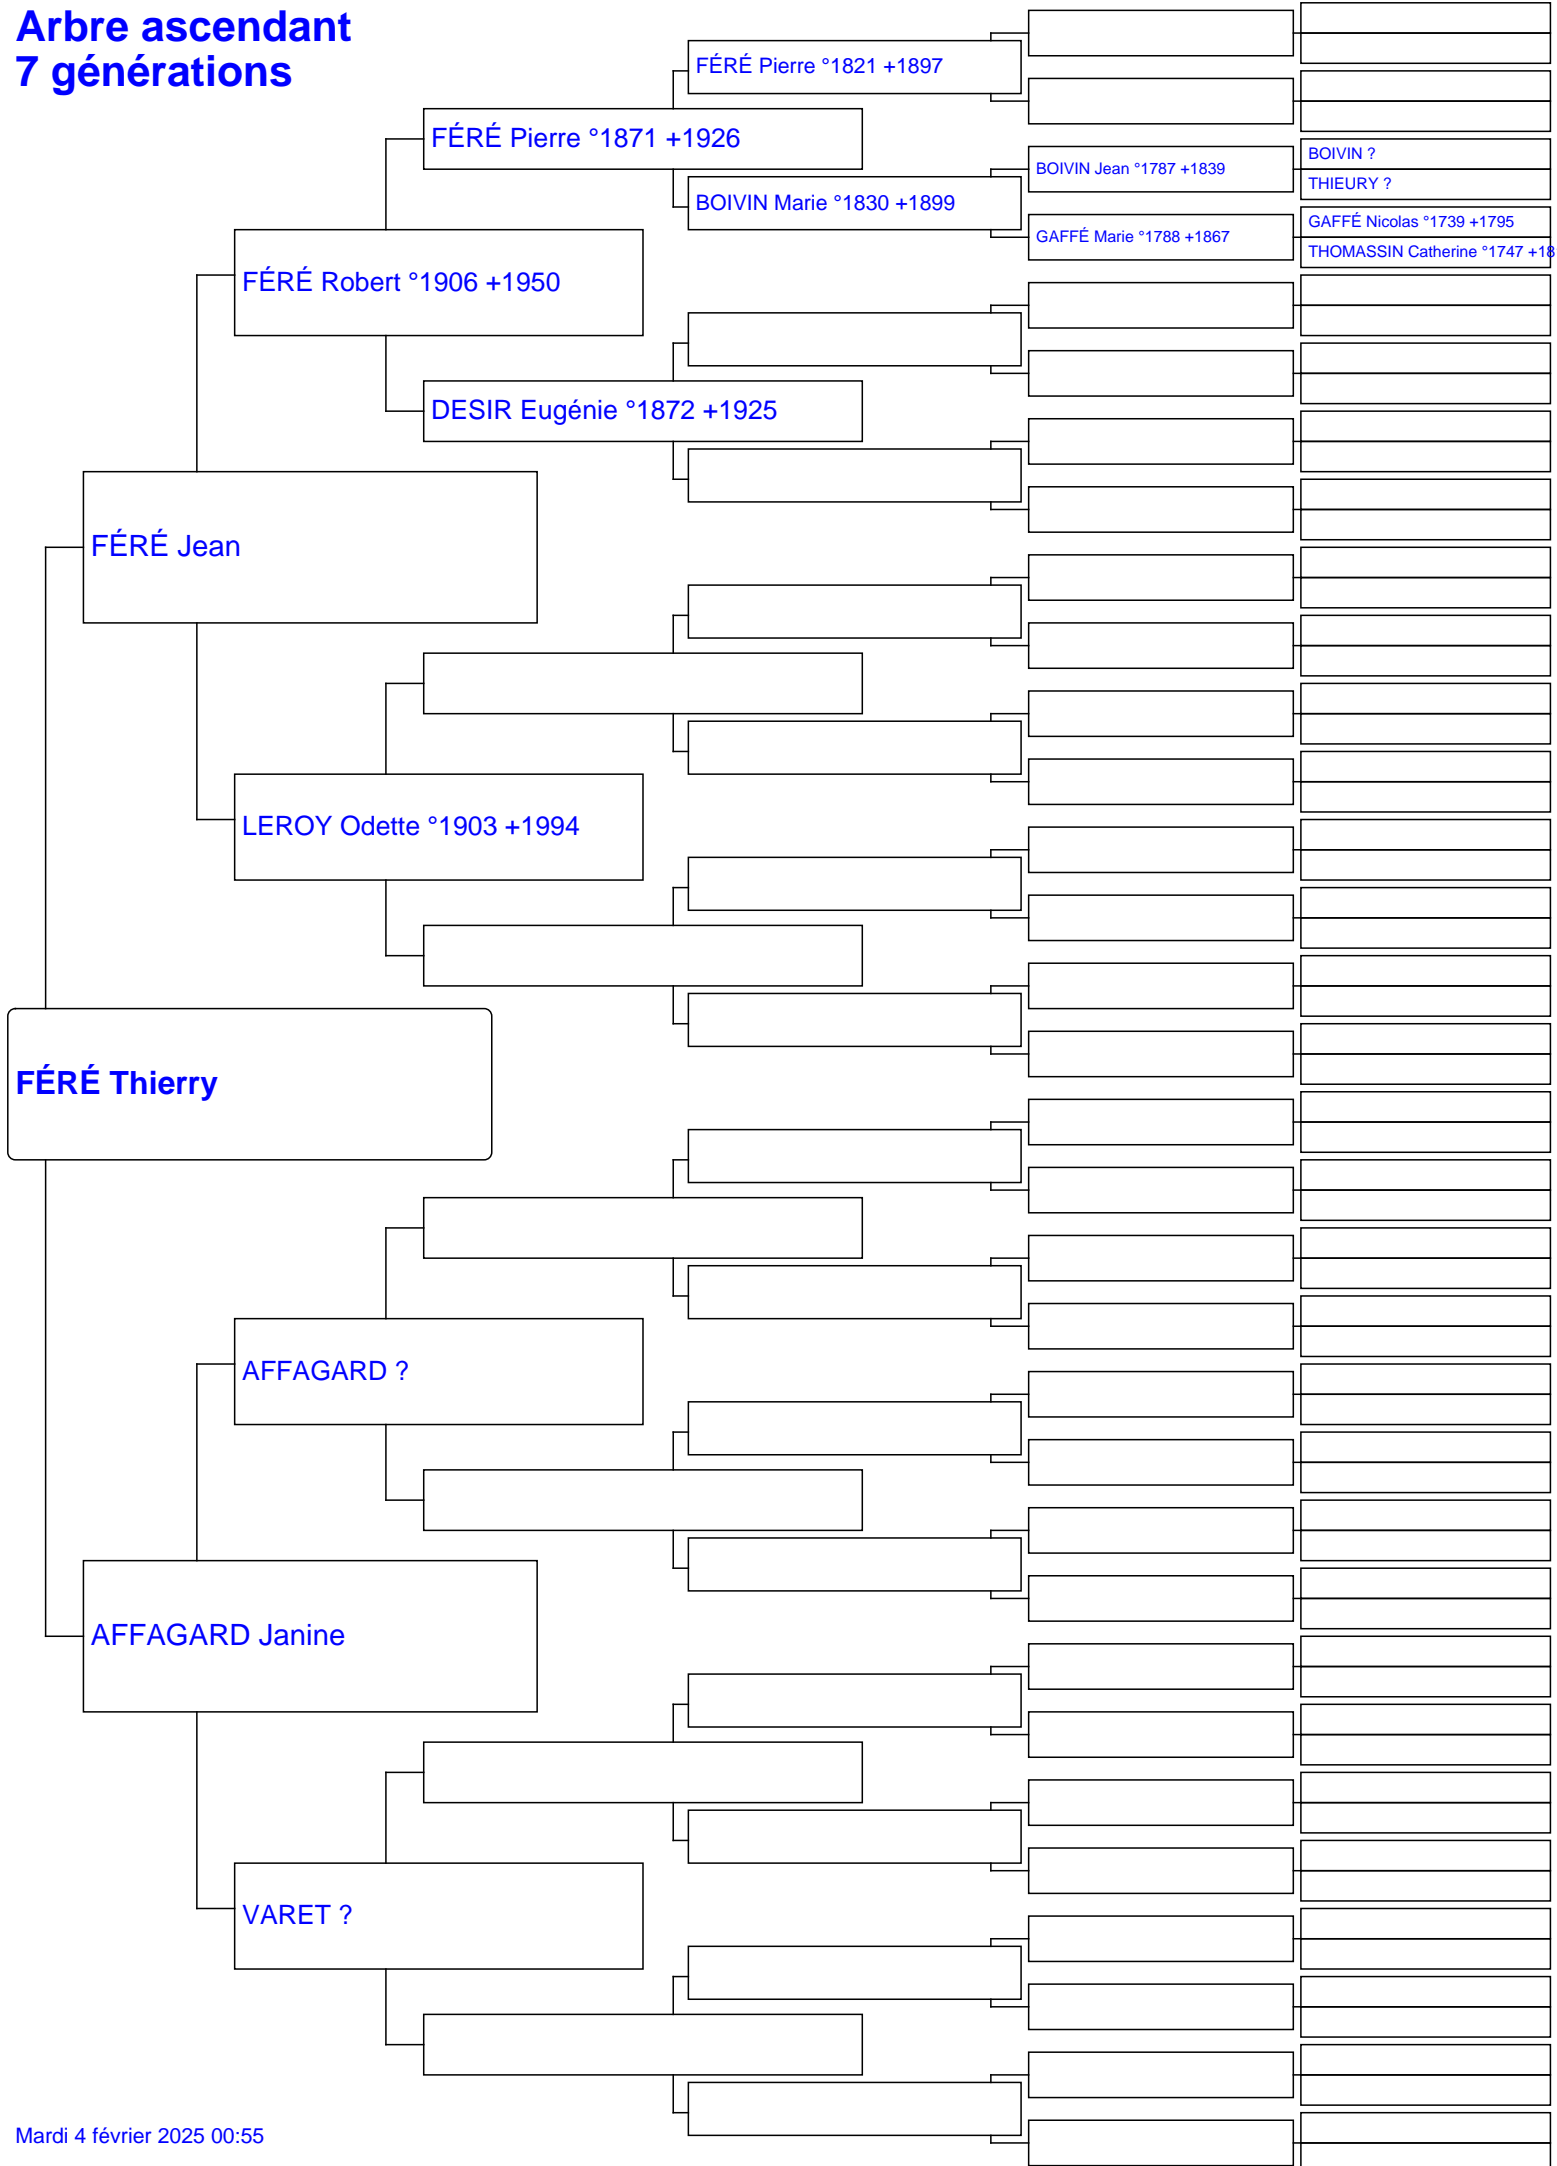 Arbre ascendant
7 générations
FÉRÉ Pierre °1821 +1897
FÉRÉ Pierre °1871 +1926
BOIVIN Jean °1787 +1839
BOIVIN ?
THIEURY ?
BOIVIN Marie °1830 +1899
GAFFÉ Marie °1788 +1867
GAFFÉ Nicolas °1739 +1795
THOMASSIN Catherine °1747 +18
FÉRÉ Robert °1906 +1950
DESIR Eugénie °1872 +1925
FÉRÉ Jean
LEROY Odette °1903 +1994
FÉRÉ Thierry
AFFAGARD ?
AFFAGARD Janine
VARET ?
Mardi 4 février 2025 00:55